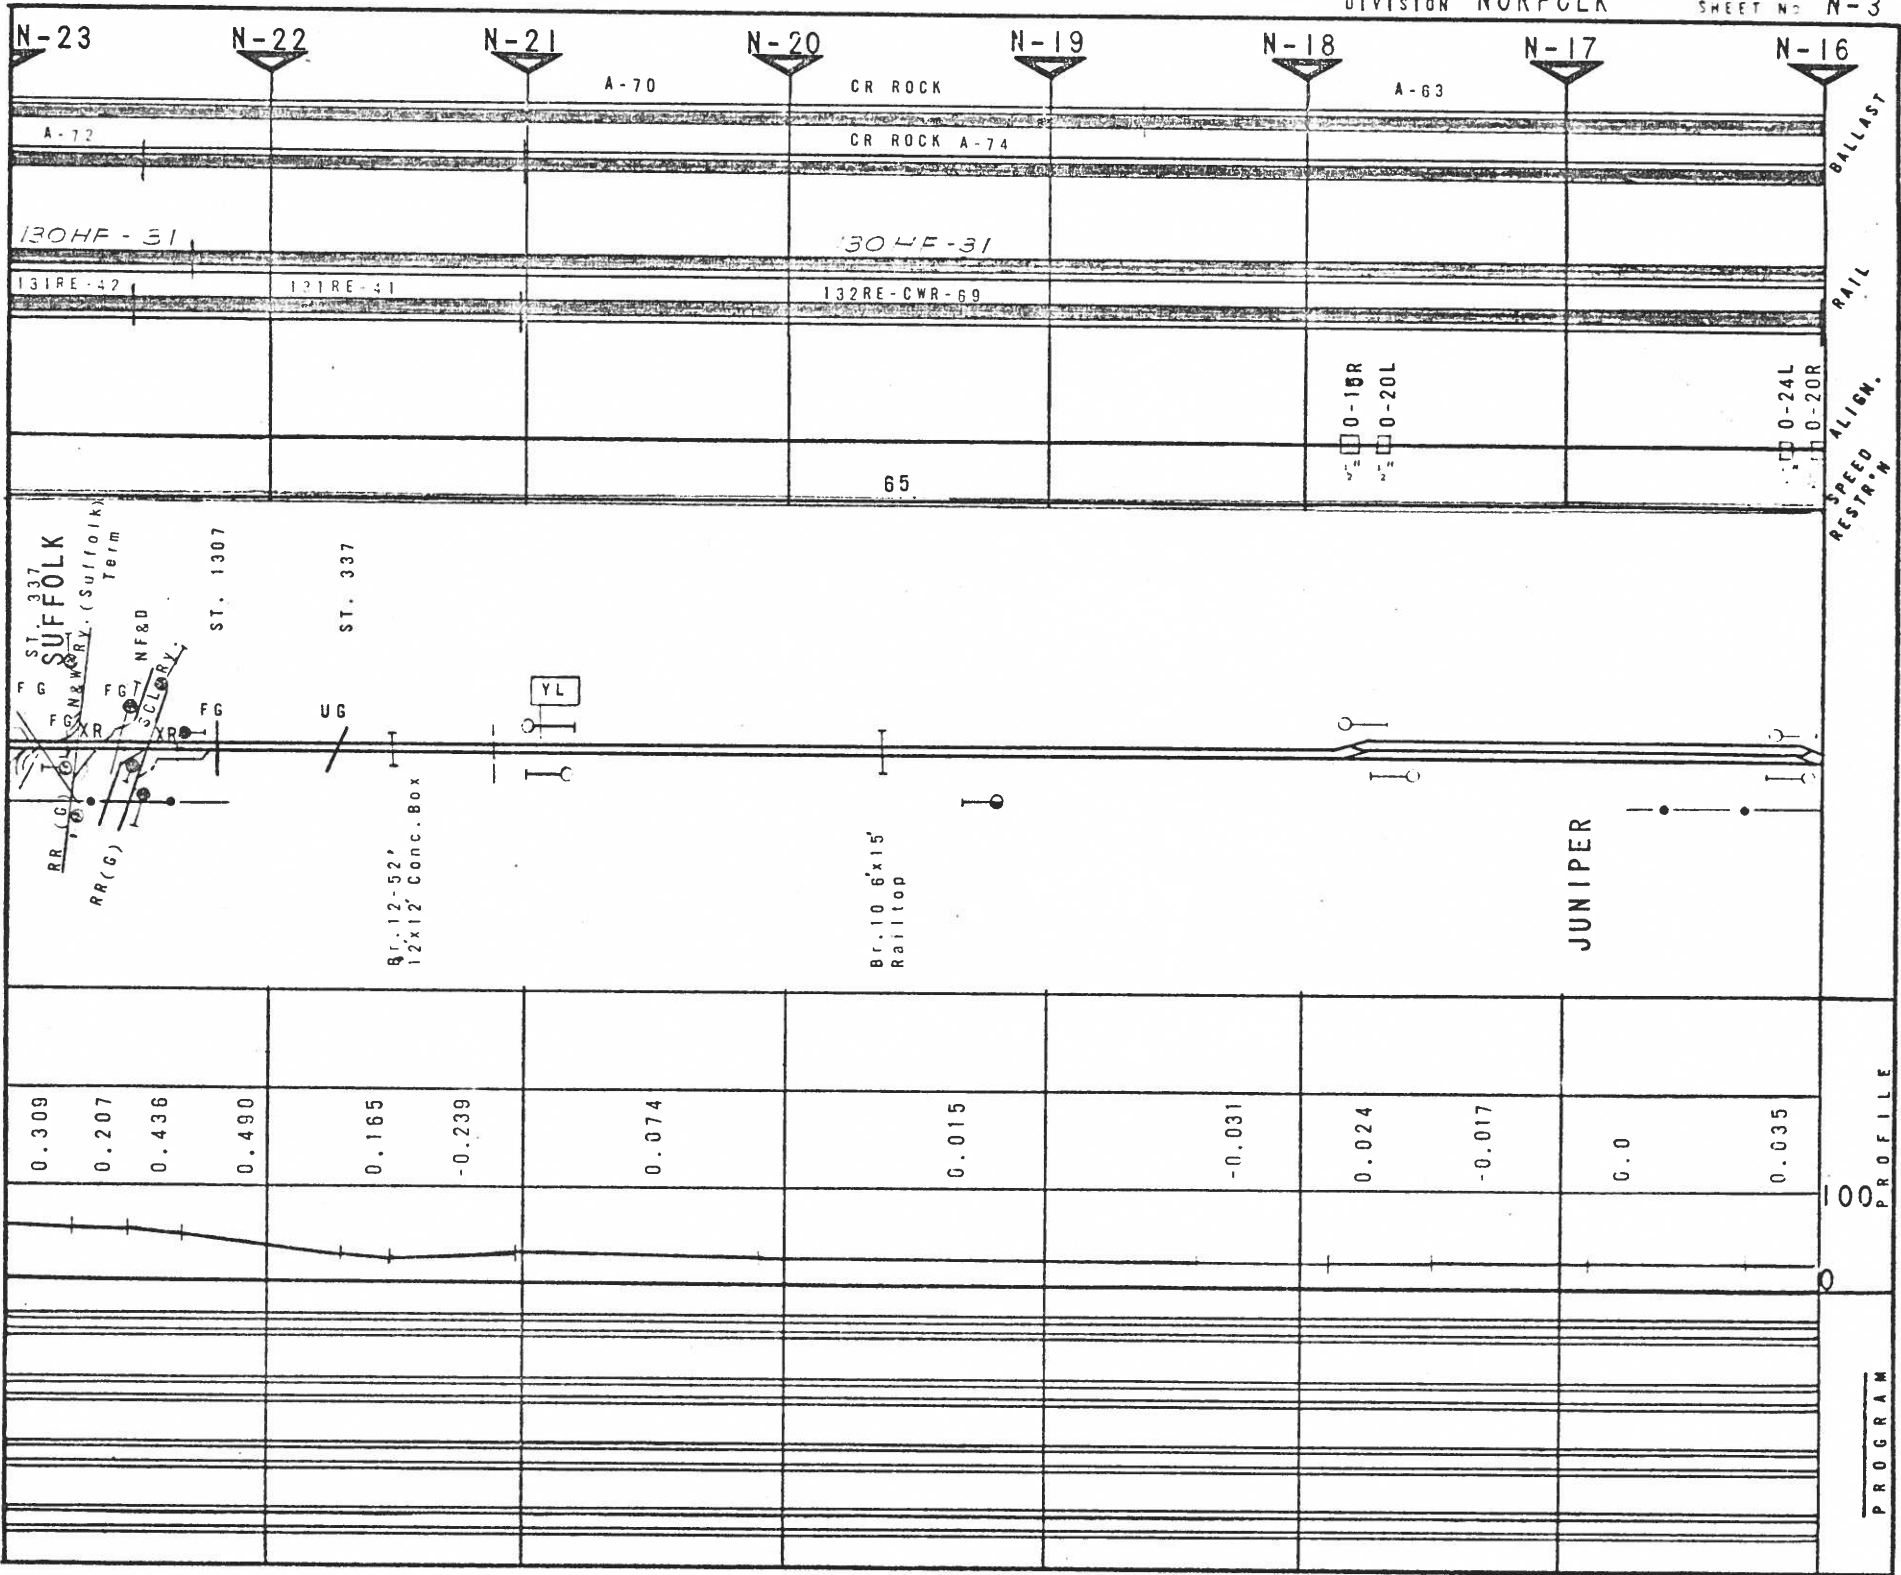 DIVISION NORFOLK SHEET No N-3
N-23 N-22 N-21 N-20 N-19 N-18 N-17 N-16
A-70 CR ROCK A-63
A-72 CR ROCK A-74
BALLAST
130HF-31 130HF-31
131RE-42 131RE-41 132RE-CWR-69
RAIL
0-20L 0-24L 0-20R
ALIGN.
½" ½"
65
SPEED
RESTR'N
ST. 337
SUFFOLK
N&W RY. (Suffolk)
Term
NF&D
SCL RY.
ST. 1307
ST. 337
FG FG FG FG UG YL
XR XR
RR (G)
RR(G)
Br.12-52'
12'x12' Conc. Box
Br.10 6'x15'
Railtop
JUNIPER
0.309 0.207 0.436 0.490 0.165 -0.239 0.074 0.015 -0.031 0.024 -0.017 0.0 0.035
PROFILE
100
0
PROGRAM